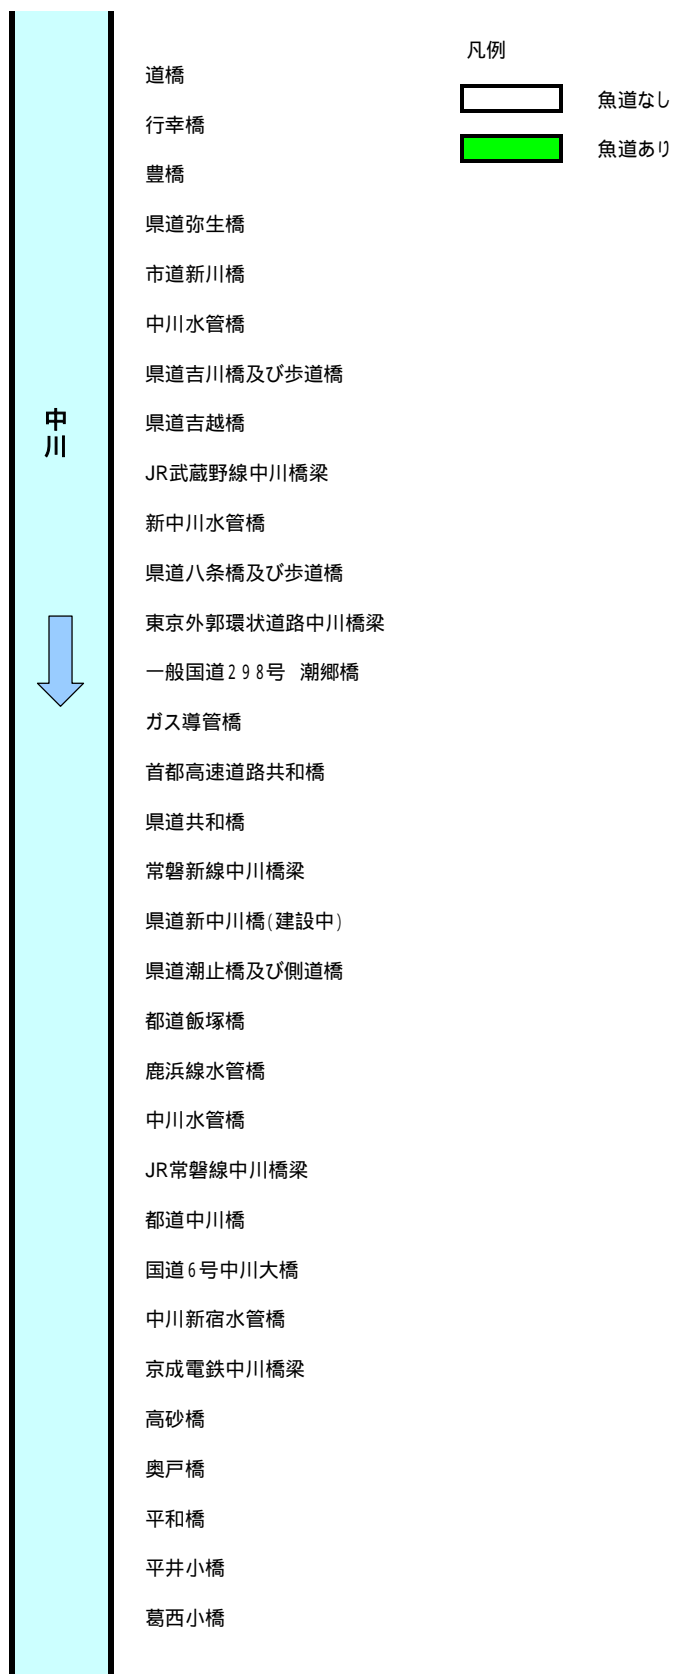 凡例
魚道なし
魚道あり
中川
道橋
行幸橋
豊橋
県道弥生橋
市道新川橋
中川水管橋
県道吉川橋及び歩道橋
県道吉越橋
JR武蔵野線中川橋梁
新中川水管橋
県道八条橋及び歩道橋
東京外郭環状道路中川橋梁
一般国道298号 潮郷橋
ガス導管橋
首都高速道路共和橋
県道共和橋
常磐新線中川橋梁
県道新中川橋(建設中)
県道潮止橋及び側道橋
都道飯塚橋
鹿浜線水管橋
中川水管橋
JR常磐線中川橋梁
都道中川橋
国道6号中川大橋
中川新宿水管橋
京成電鉄中川橋梁
高砂橋
奥戸橋
平和橋
平井小橋
葛西小橋